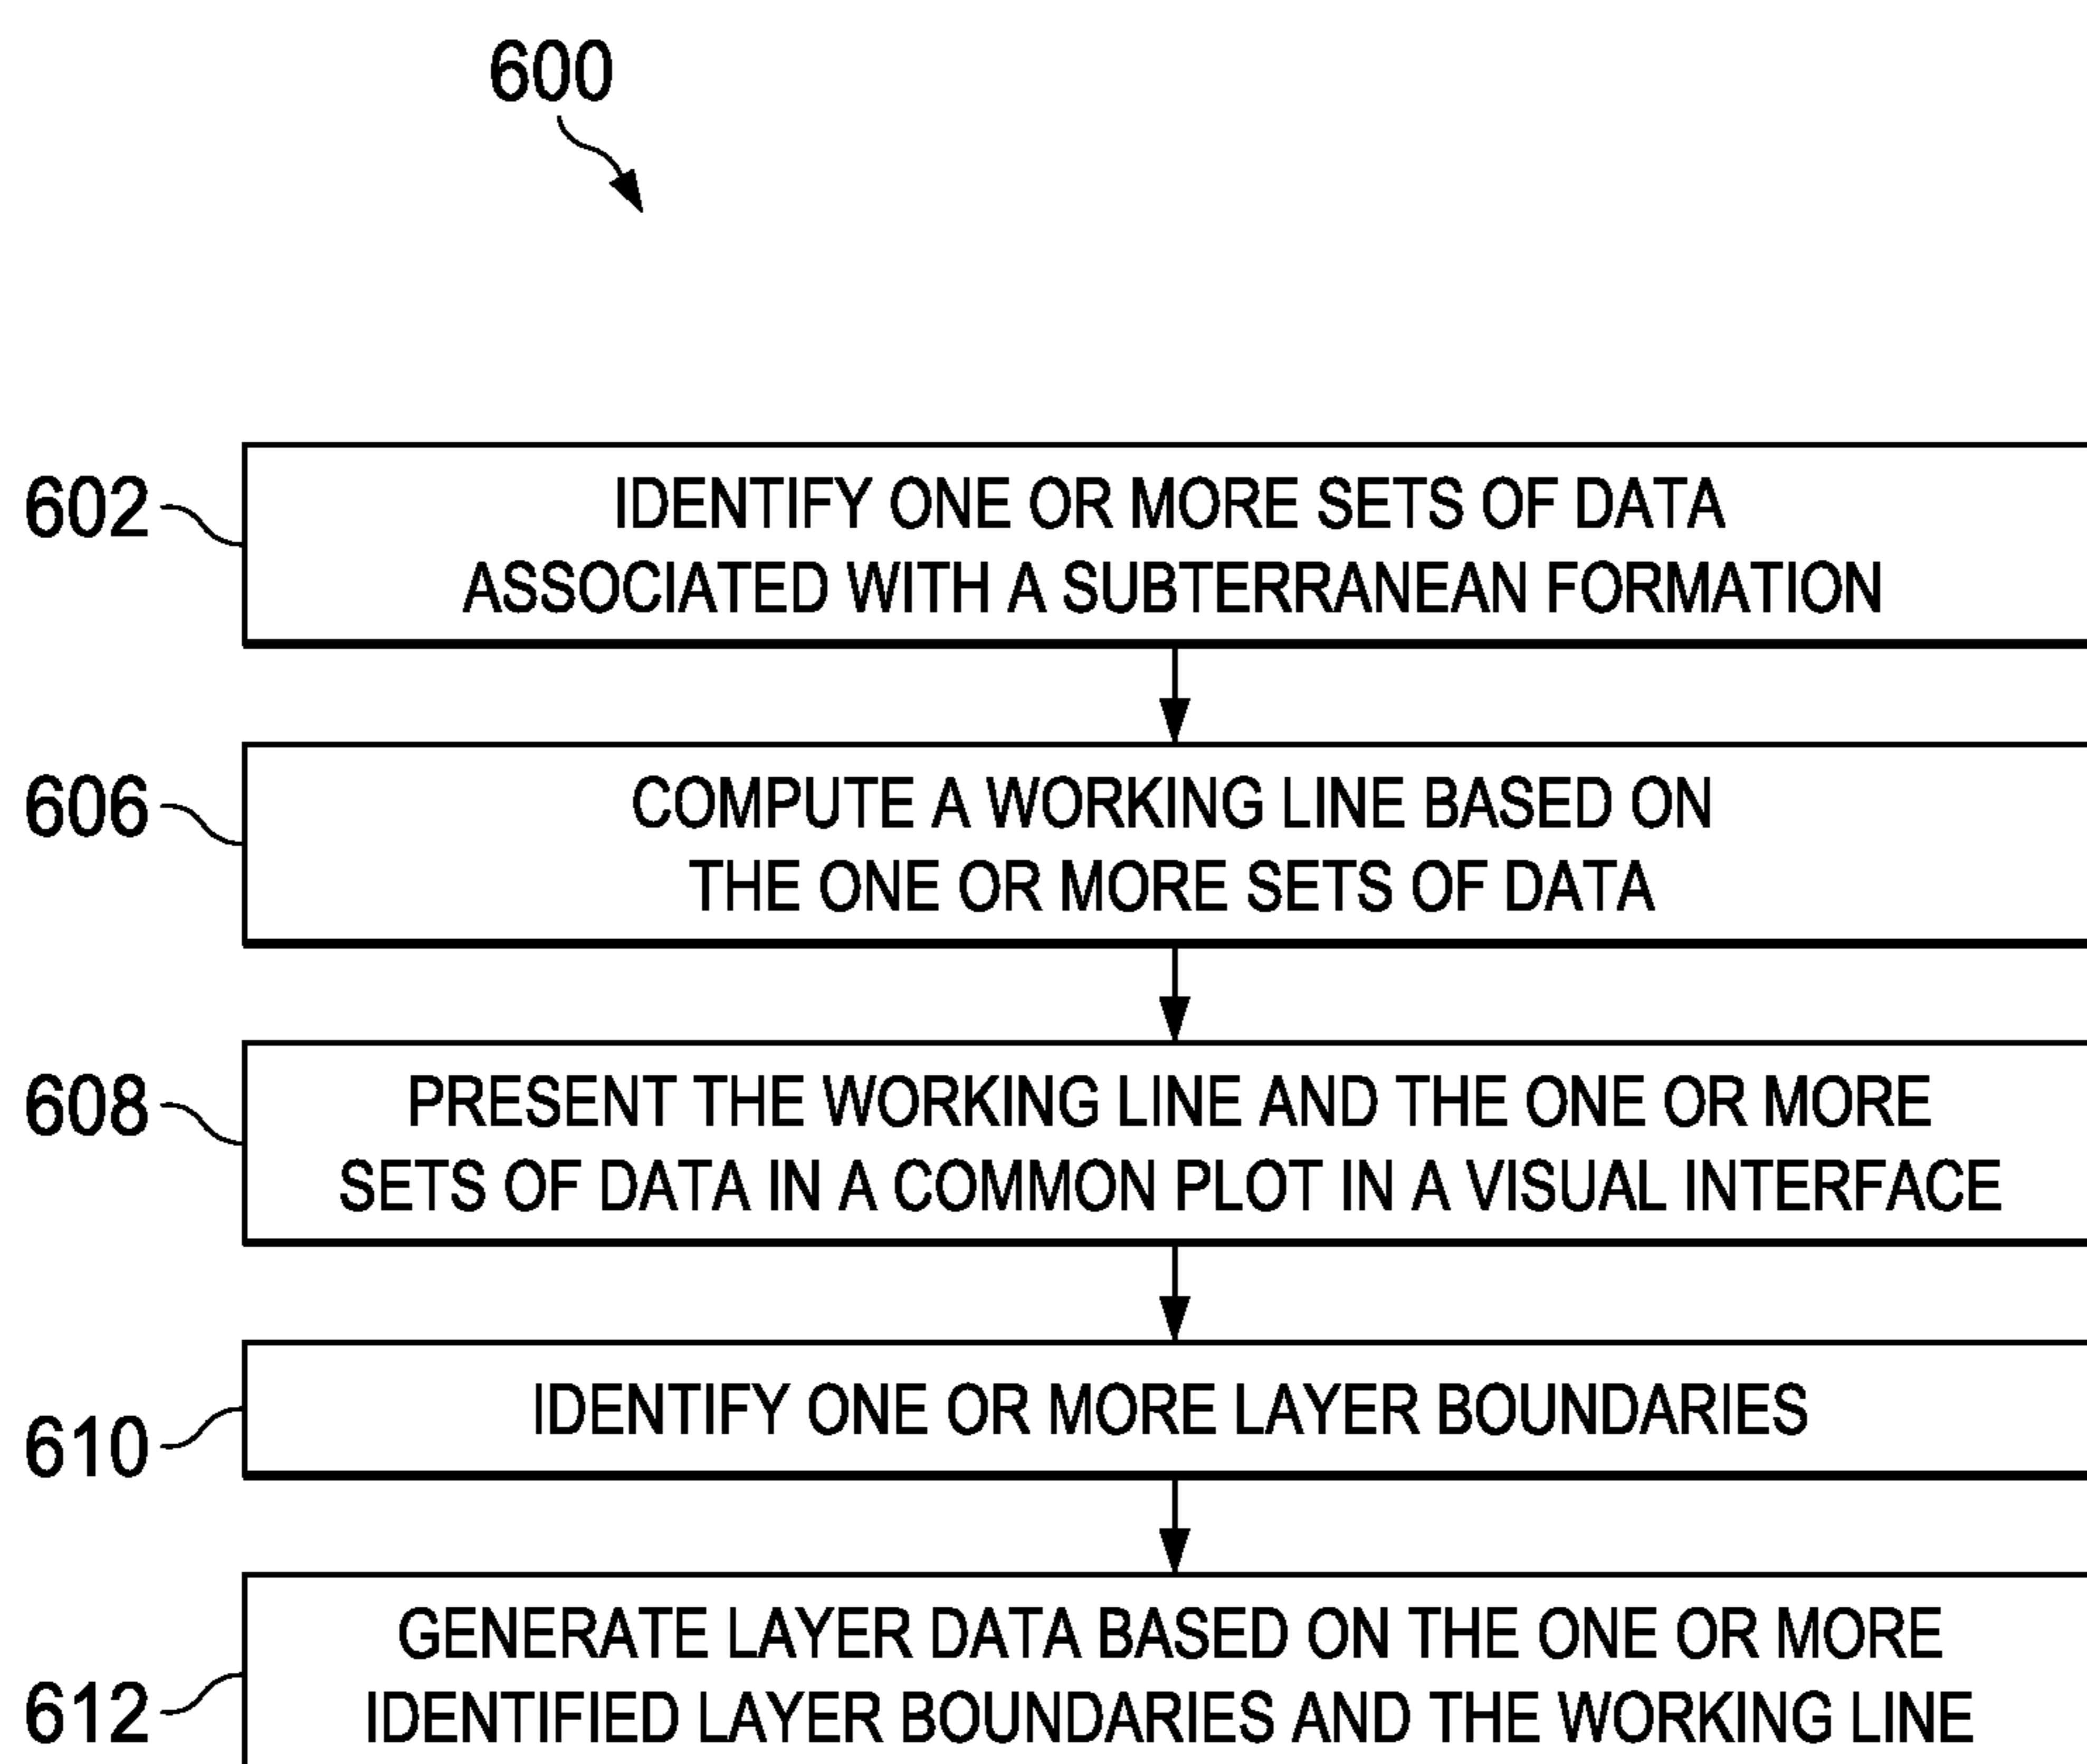 600
602
IDENTIFY ONE OR MORE SETS OF DATA
ASSOCIATED WITH A SUBTERRANEAN FORMATION
606
COMPUTE A WORKING LINE BASED ON
THE ONE OR MORE SETS OF DATA
608
PRESENT THE WORKING LINE AND THE ONE OR MORE
SETS OF DATA IN A COMMON PLOT IN A VISUAL INTERFACE
610
IDENTIFY ONE OR MORE LAYER BOUNDARIES
612
GENERATE LAYER DATA BASED ON THE ONE OR MORE
IDENTIFIED LAYER BOUNDARIES AND THE WORKING LINE